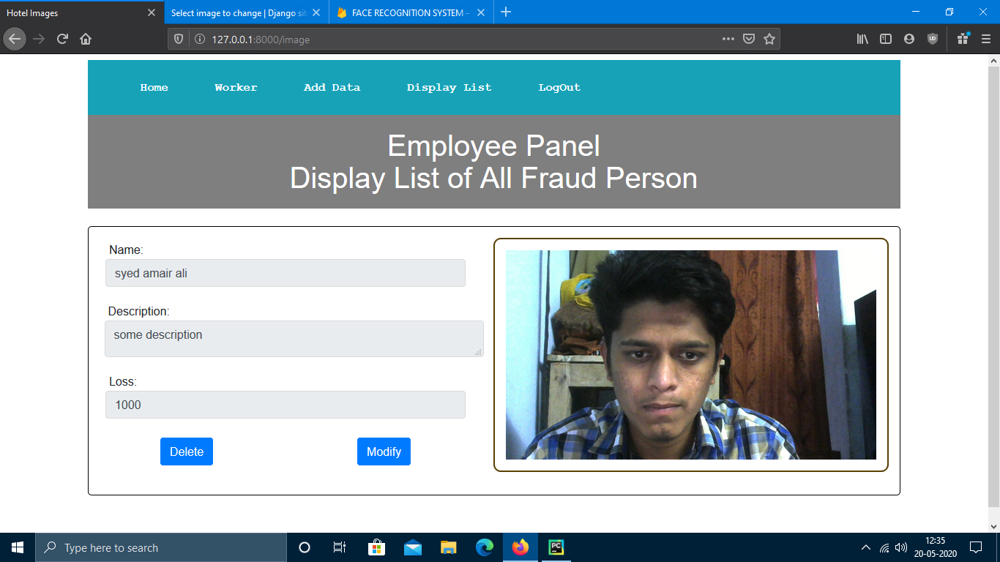 Hotel Images
Select image to change | Django sit
FACE RECOGNITION SYSTEM –
127.0.0.1:8000/image
Home Worker Add Data Display List LogOut
Employee Panel
Display List of All Fraud Person
Name:
syed amair ali
Description:
some description
Loss:
1000
Delete Modify
Type here to search
PC
12:35
20-05-2020